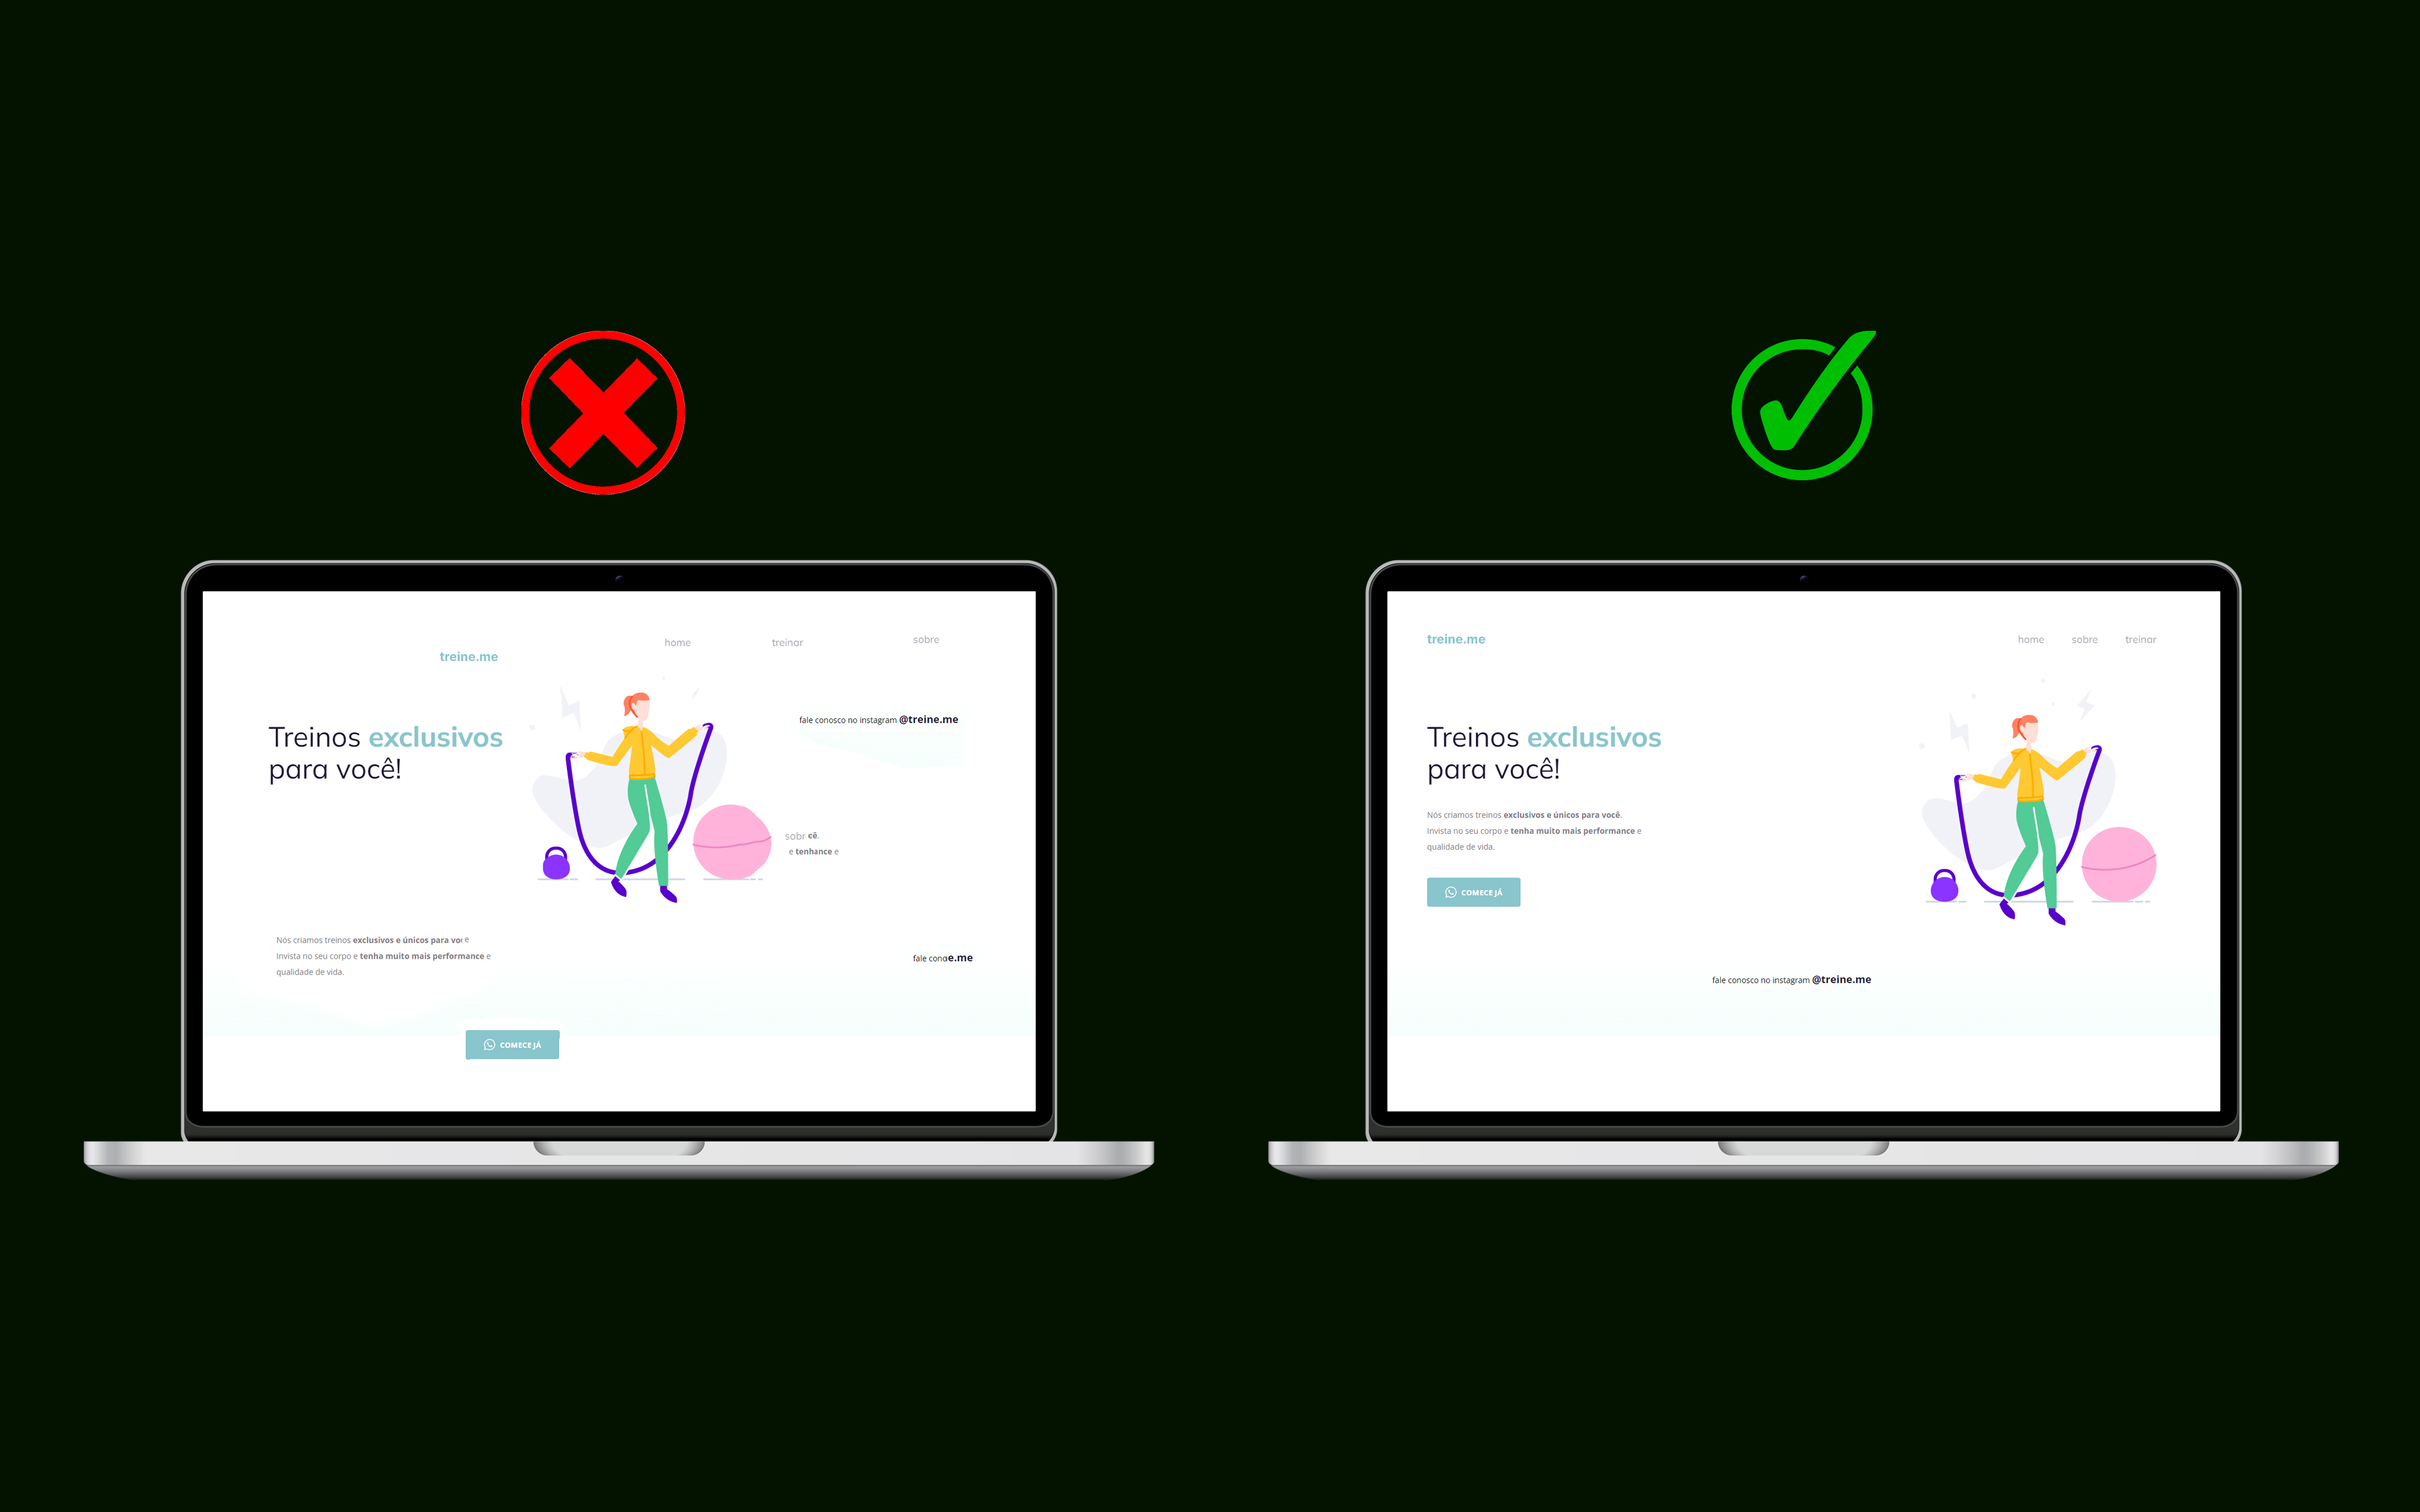 home treinar sobre
treine.me
fale conosco no instagram @treine.me
Treinos exclusivos
para você!
sobr cê.
e tenhance e
Nós criamos treinos exclusivos e únicos para voc e
Invista no seu corpo e tenha muito mais performance e
qualidade de vida.
fale conoe.me
COMECE JÁ
treine.me
home sobre treinar
Treinos exclusivos
para você!
Nós criamos treinos exclusivos e únicos para você.
Invista no seu corpo e tenha muito mais performance e
qualidade de vida.
COMECE JÁ
fale conosco no instagram @treine.me